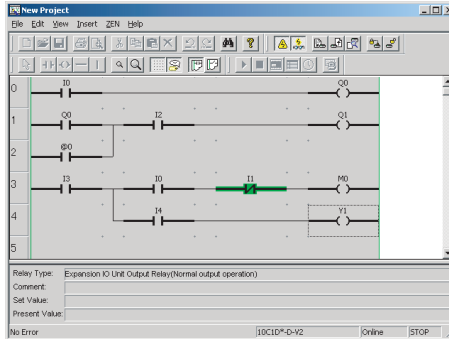 New Project
File Edit View Insert ZEN Help
0 I0 Q0
1 Q0 I2 Q1
2 @0
3 I3 I0 I1 M0
4 I4 Y1
5
Relay Type: Expansion IO Unit Output Relay(Normal output operation)
Comment:
Set Value:
Present Value:
No Error 10C1D*-D-V2 Online STOP